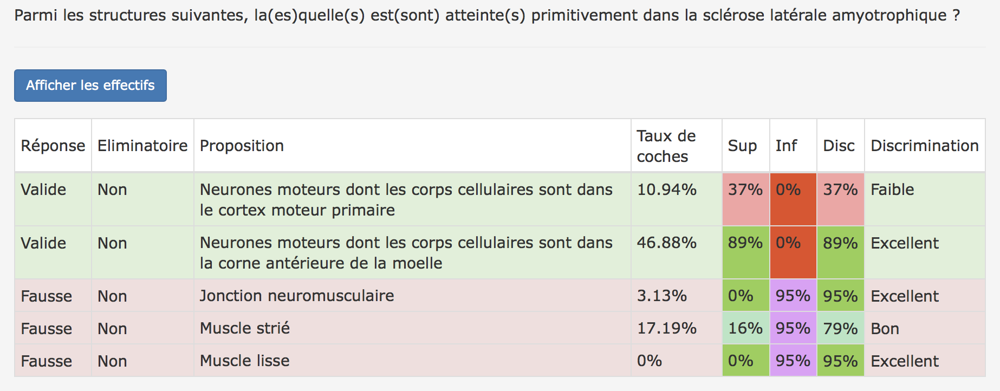 Parmi les structures suivantes, la(es)quelle(s) est(sont) atteinte(s) primitivement dans la sclérose latérale amyotrophique ?
Afficher les effectifs
Réponse Eliminatoire Proposition Taux de coches Sup Inf Disc Discrimination
Valide Non Neurones moteurs dont les corps cellulaires sont dans 10.94% 37% 0% 37% Faible
le cortex moteur primaire
Valide Non Neurones moteurs dont les corps cellulaires sont dans 46.88% 89% 0% 89% Excellent
la corne antérieure de la moelle
Fausse Non Jonction neuromusculaire 3.13% 0% 95% 95% Excellent
Fausse Non Muscle strié 17.19% 16% 95% 79% Bon
Fausse Non Muscle lisse 0% 0% 95% 95% Excellent